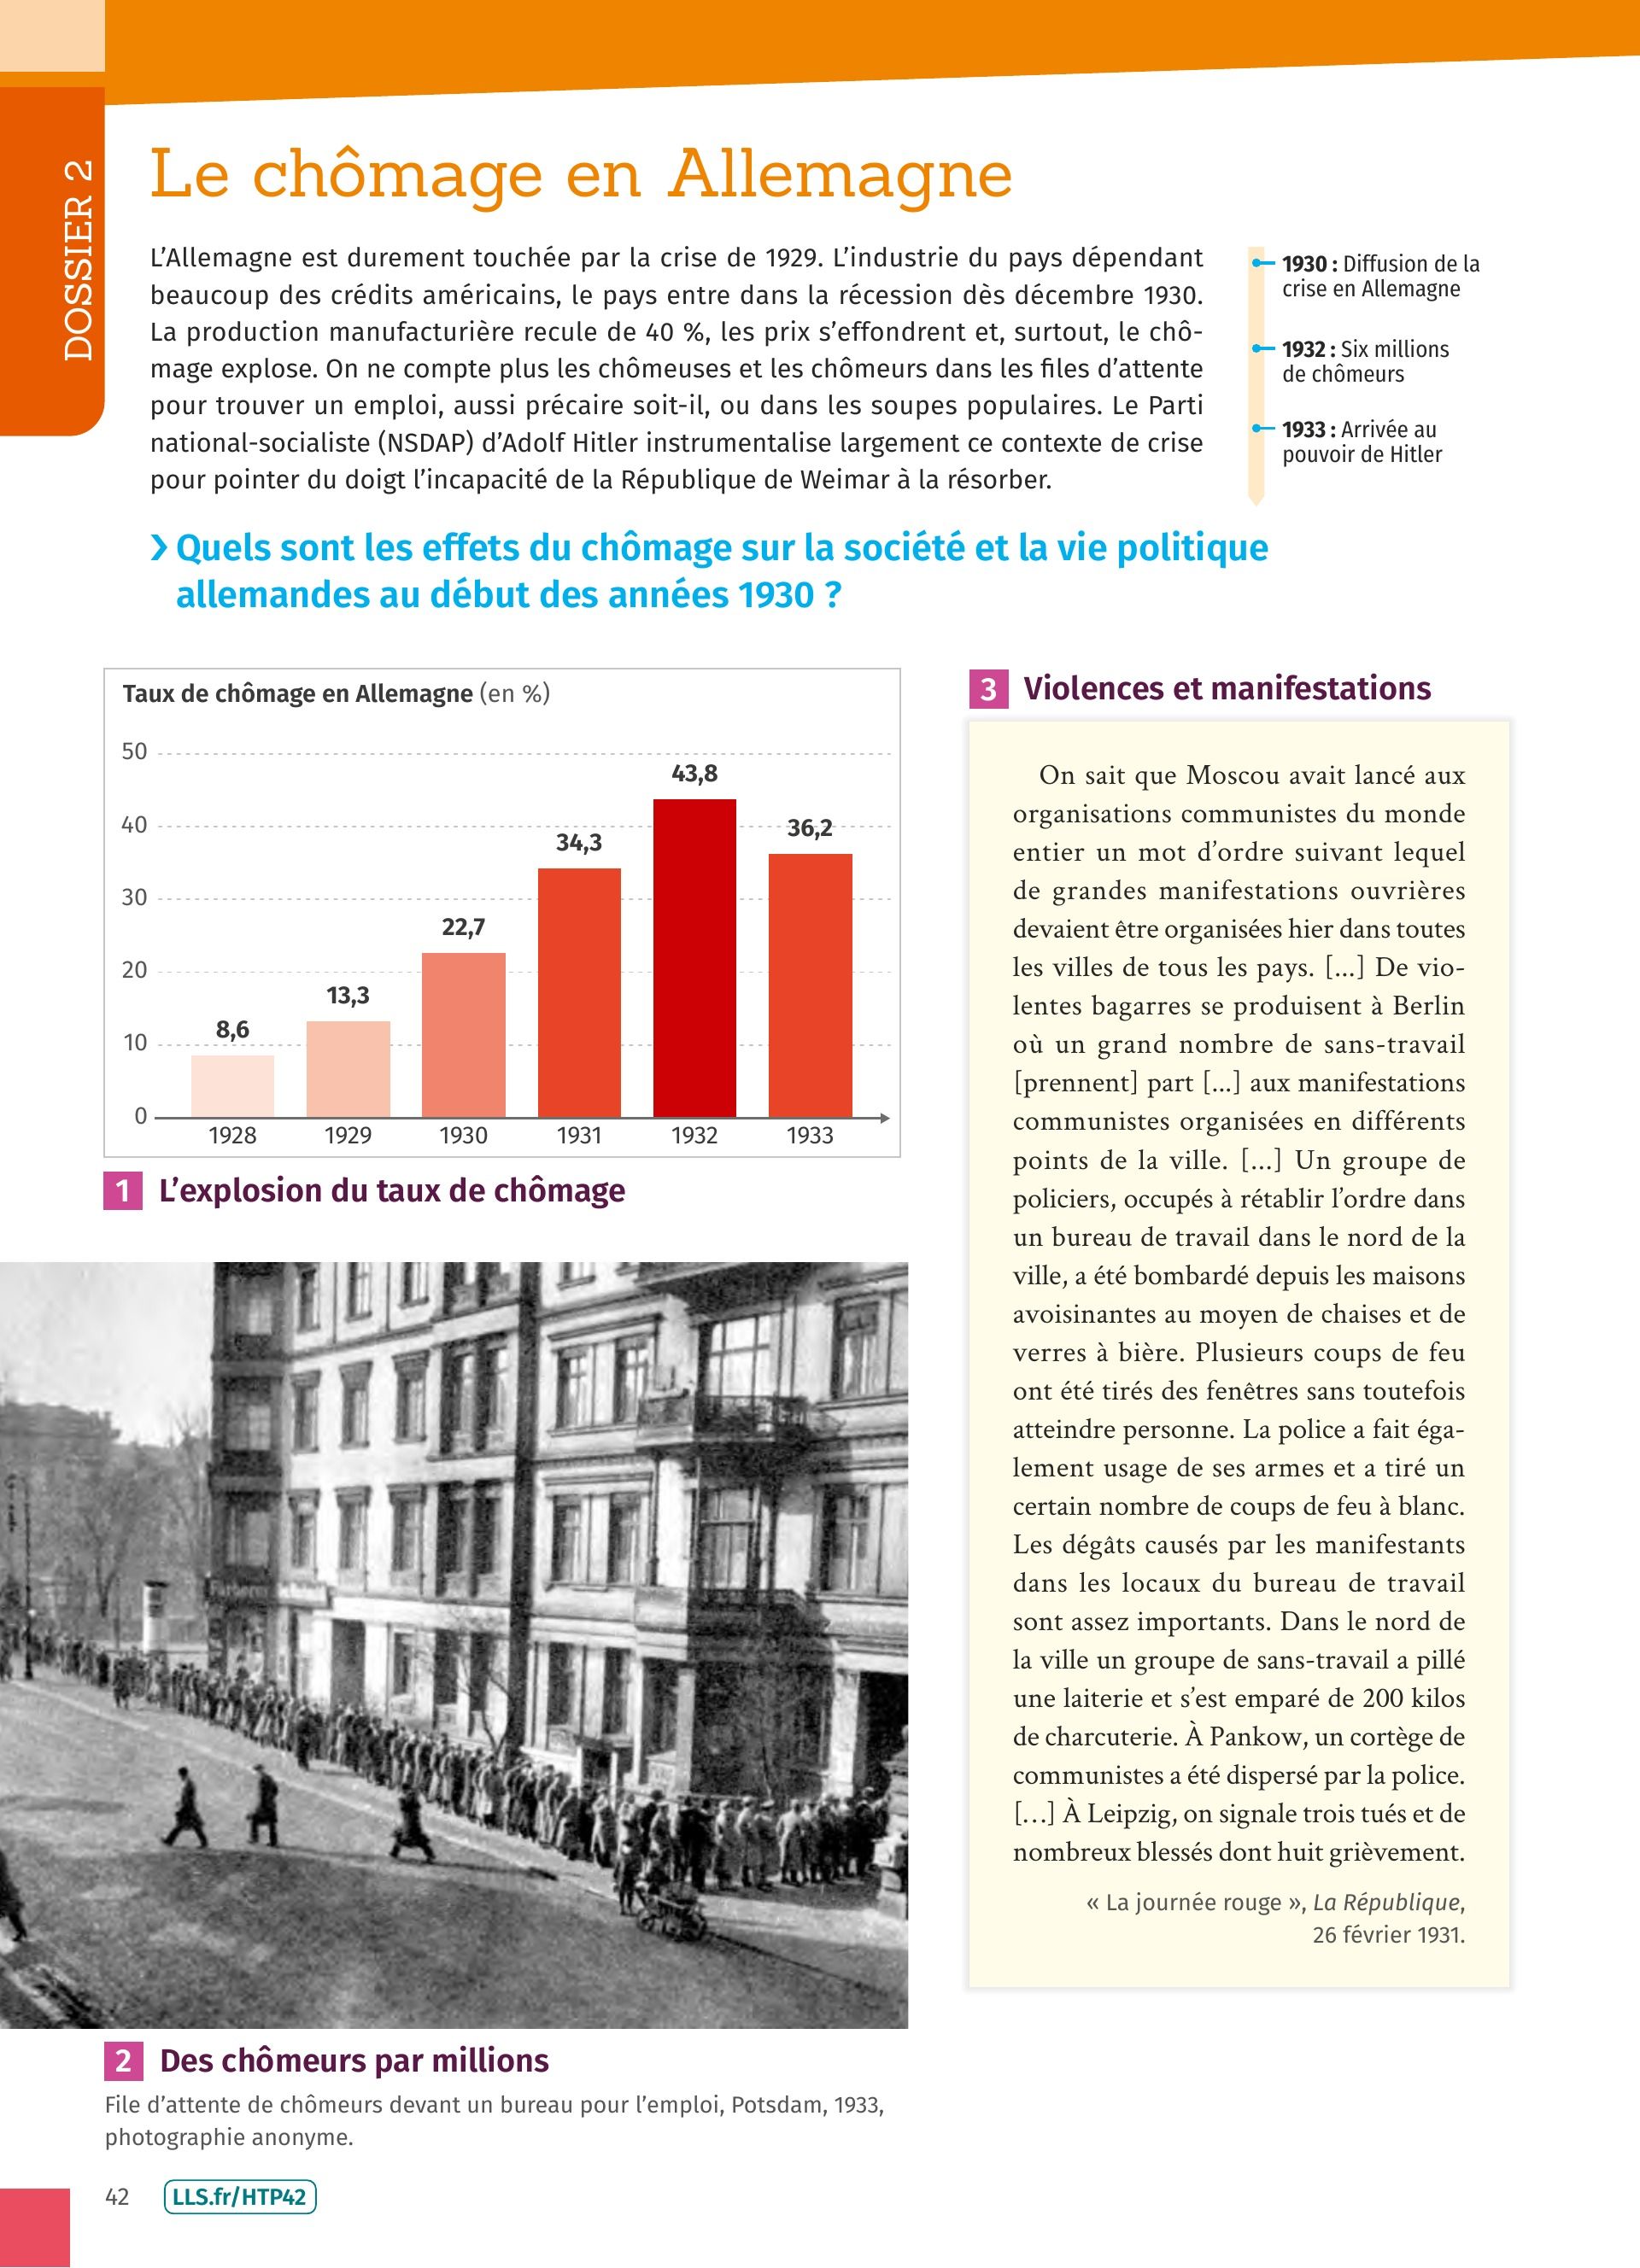 DOSSIER 2
Le chômage en Allemagne
L’Allemagne est durement touchée par la crise de 1929. L’industrie du pays dépendant
beaucoup des crédits américains, le pays entre dans la récession dès décembre 1930.
La production manufacturière recule de 40 %, les prix s’effondrent et, surtout, le chô-
mage explose. On ne compte plus les chômeuses et les chômeurs dans les files d’attente
pour trouver un emploi, aussi précaire soit-il, ou dans les soupes populaires. Le Parti
national-socialiste (NSDAP) d’Adolf Hitler instrumentalise largement ce contexte de crise
pour pointer du doigt l’incapacité de la République de Weimar à la résorber.
1930 : Diffusion de la
crise en Allemagne
1932 : Six millions
de chômeurs
1933 : Arrivée au
pouvoir de Hitler
› Quels sont les effets du chômage sur la société et la vie politique
allemandes au début des années 1930 ?
Taux de chômage en Allemagne (en %)
50
40
30
20
10
0
8,6
13,3
22,7
34,3
43,8
36,2
1928
1929
1930
1931
1932
1933
1 L’explosion du taux de chômage
2 Des chômeurs par millions
File d’attente de chômeurs devant un bureau pour l’emploi, Potsdam, 1933,
photographie anonyme.
3 Violences et manifestations
On sait que Moscou avait lancé aux
organisations communistes du monde
entier un mot d’ordre suivant lequel
de grandes manifestations ouvrières
devaient être organisées hier dans toutes
les villes de tous les pays. [...] De vio-
lentes bagarres se produisent à Berlin
où un grand nombre de sans-travail
[prennent] part [...] aux manifestations
communistes organisées en différents
points de la ville. [...] Un groupe de
policiers, occupés à rétablir l’ordre dans
un bureau de travail dans le nord de la
ville, a été bombardé depuis les maisons
avoisinantes au moyen de chaises et de
verres à bière. Plusieurs coups de feu
ont été tirés des fenêtres sans toutefois
atteindre personne. La police a fait éga-
lement usage de ses armes et a tiré un
certain nombre de coups de feu à blanc.
Les dégâts causés par les manifestants
dans les locaux du bureau de travail
sont assez importants. Dans le nord de
la ville un groupe de sans-travail a pillé
une laiterie et s’est emparé de 200 kilos
de charcuterie. À Pankow, un cortège de
communistes a été dispersé par la police.
[…] À Leipzig, on signale trois tués et de
nombreux blessés dont huit grièvement.
« La journée rouge », La République,
26 février 1931.
42
LLS.fr/HTP42